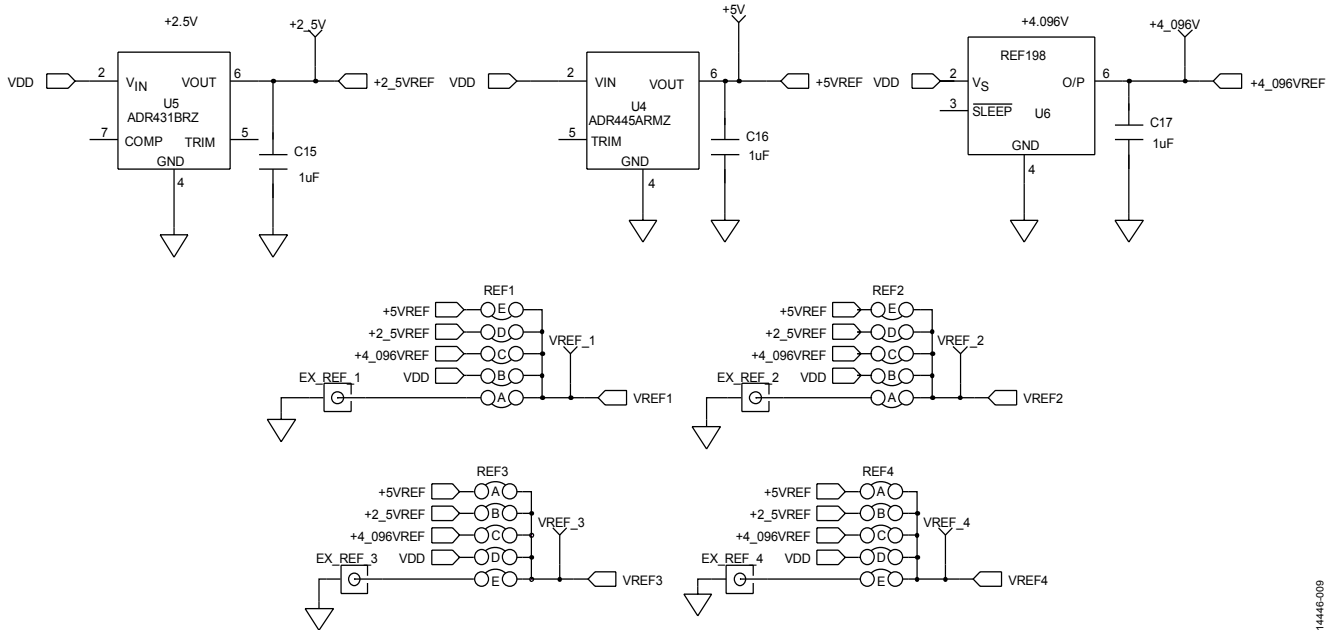 +2.5V
+2_5V
VDD
2
VIN
VOUT
6
+2_5VREF
U5
ADR431BRZ
7
COMP
TRIM
5
GND
4
C15
1uF
+5V
VDD
2
VIN
VOUT
6
+5VREF
U4
ADR445ARMZ
5
TRIM
GND
4
C16
1uF
+4.096V
+4_096V
REF198
VDD
2
VS
O/P
6
+4_096VREF
3
SLEEP
U6
GND
4
C17
1uF
REF1
+5VREF
E
+2_5VREF
D
VREF_1
+4_096VREF
C
VDD
B
EX_REF_1
A
VREF1
REF2
+5VREF
E
+2_5VREF
D
VREF_2
+4_096VREF
C
VDD
B
EX_REF_2
A
VREF2
REF3
+5VREF
A
+2_5VREF
B
VREF_3
+4_096VREF
C
EX_REF_3
VDD
D
E
VREF3
REF4
+5VREF
A
+2_5VREF
B
VREF_4
+4_096VREF
C
EX_REF_4
VDD
D
E
VREF4
14446-009